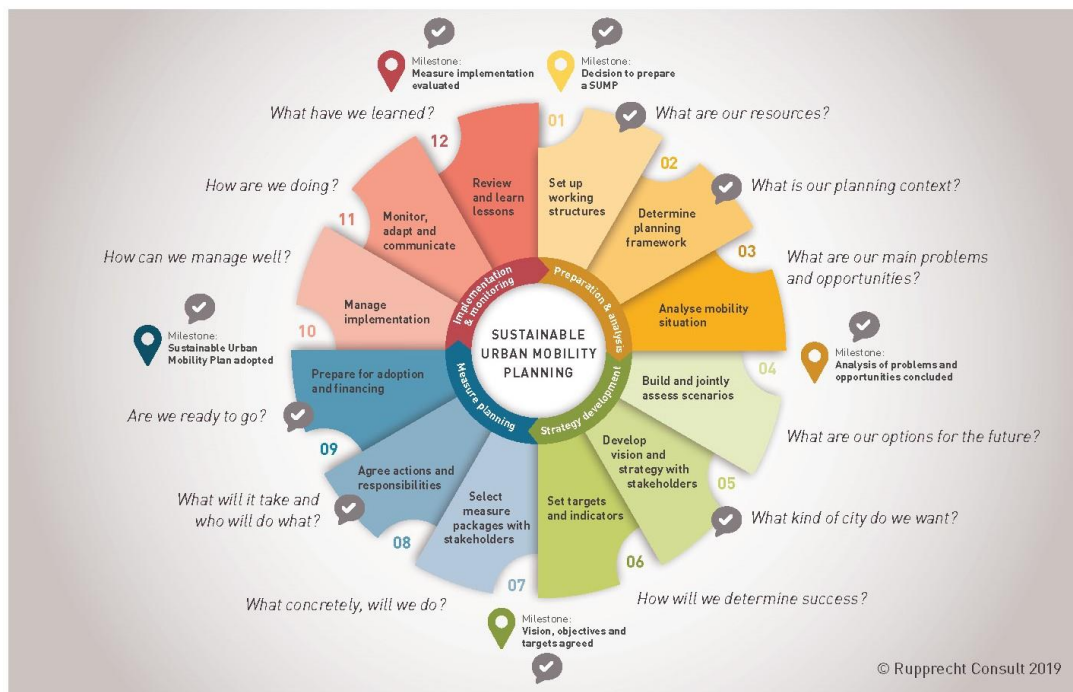 Milestone:
Measure implementation
evaluated
Milestone:
Decision to prepare
a SUMP
What have we learned?
What are our resources?
12
01
02
Review
and learn
lessons
Set up
working
structures
How are we doing?
What is our planning context?
11
Monitor,
adapt and
communicate
Determine
planning
framework
03
How can we manage well?
What are our main problems
and opportunities?
Manage
implementation
Analyse mobility
situation
10
Implementation
& monitoring
Preparation & analysis
Milestone:
Sustainable Urban
Mobility Plan adopted
SUSTAINABLE
URBAN MOBILITY
PLANNING
Milestone:
Analysis of problems and
opportunities concluded
Measure planning
Strategy development
Prepare for adoption
and financing
Build and jointly
assess scenarios
04
Are we ready to go?
What are our options for the future?
09
Agree actions and
responsibilities
Develop
vision and
strategy with
stakeholders
05
What will it take and
who will do what?
Select
measure
packages with
stakeholders
Set targets
and indicators
What kind of city do we want?
08
06
07
What concretely, will we do?
How will we determine success?
Milestone:
Vision, objectives and
targets agreed
© Rupprecht Consult 2019